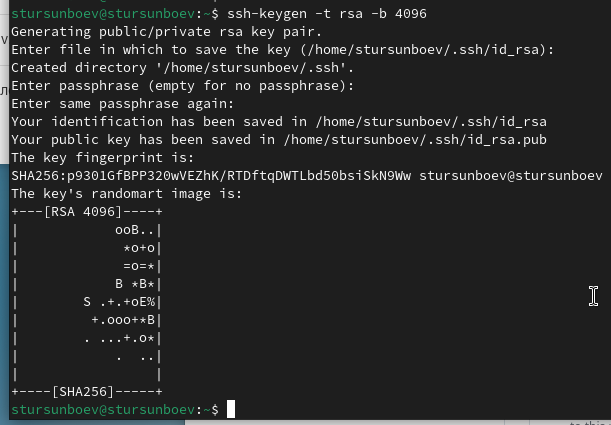 stursunboev@stursunboev:~$ ssh-keygen -t rsa -b 4096
Generating public/private rsa key pair.
Enter file in which to save the key (/home/stursunboev/.ssh/id_rsa):
Created directory '/home/stursunboev/.ssh'.
Enter passphrase (empty for no passphrase):
Enter same passphrase again:
Your identification has been saved in /home/stursunboev/.ssh/id_rsa
Your public key has been saved in /home/stursunboev/.ssh/id_rsa.pub
The key fingerprint is:
SHA256:p9301GfBPP320wVEZhK/RTDftqDWTLbd50bsiSkN9Ww stursunboev@stursunboev
The key's randomart image is:
+---[RSA 4096]----+
|            ooB..|
|             *o+o|
|             =o=*|
|            B *B*|
|        S .+.+oE%|
|         +.ooo+*B|
|        . ...+.o*|
|            .  ..|
|                 |
+----[SHA256]-----+
stursunboev@stursunboev:~$